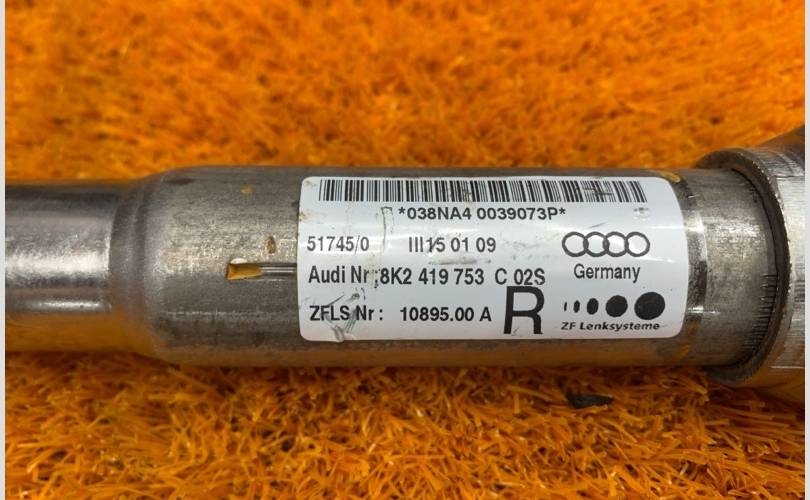 *038NA4 0039073P*
51745/0 III15 01 09
Audi Nr.: 8K2 419 753 C 02S
Germany
ZFLS Nr: 10895.00 A R
ZF Lenksysteme